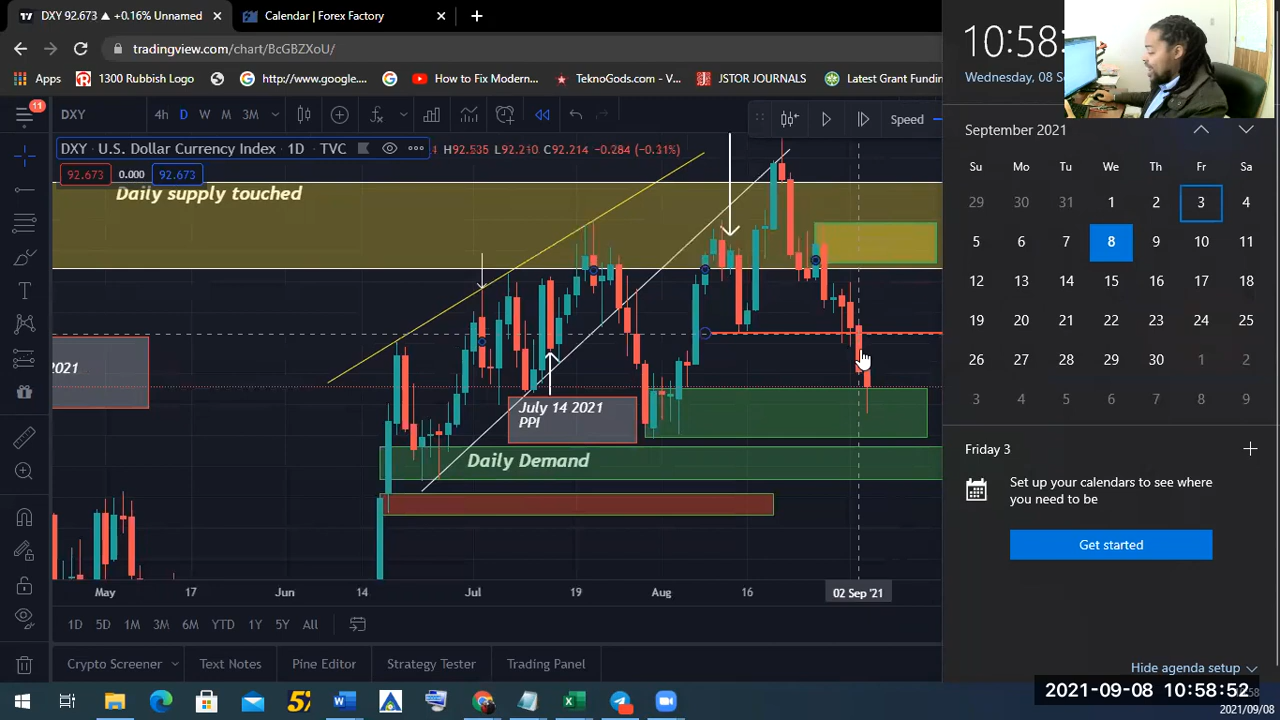 DXY 92.673 ▲ +0.16% Unnamed
Calendar | Forex Factory
tradingview.com/chart/BcGBZXoU/
Apps
1300 Rubbish Logo
http://www.google....
How to Fix Modern...
TeknoGods.com - V...
JSTOR JOURNALS
Latest Grant Fundin
11
DXY
4h
D
W
M
3M
Speed
DXY U.S. Dollar Currency Index · 1D · TVC
4 H92.535 L92.210 C92.214 -0.284 (-0.31%)
92.673
0.000
92.673
Daily supply touched
2021
July 14 2021
PPI
Daily Demand
May
17
Jun
14
Jul
19
Aug
16
02 Sep '21
1D
5D
1M
3M
6M
YTD
1Y
5Y
All
Crypto Screener
Text Notes
Pine Editor
Strategy Tester
Trading Panel
10:58:
Wednesday, 08 S
September 2021
Su Mo Tu We Th Fr Sa
29 30 31 1 2 3 4
5 6 7 8 9 10 11
12 13 14 15 16 17 18
19 20 21 22 23 24 25
26 27 28 29 30 1 2
3 4 5 6 7 8 9
Friday 3
Set up your calendars to see where
you need to be
Get started
Hide agenda setup
2021-09-08 10:58:52
2021/09/08